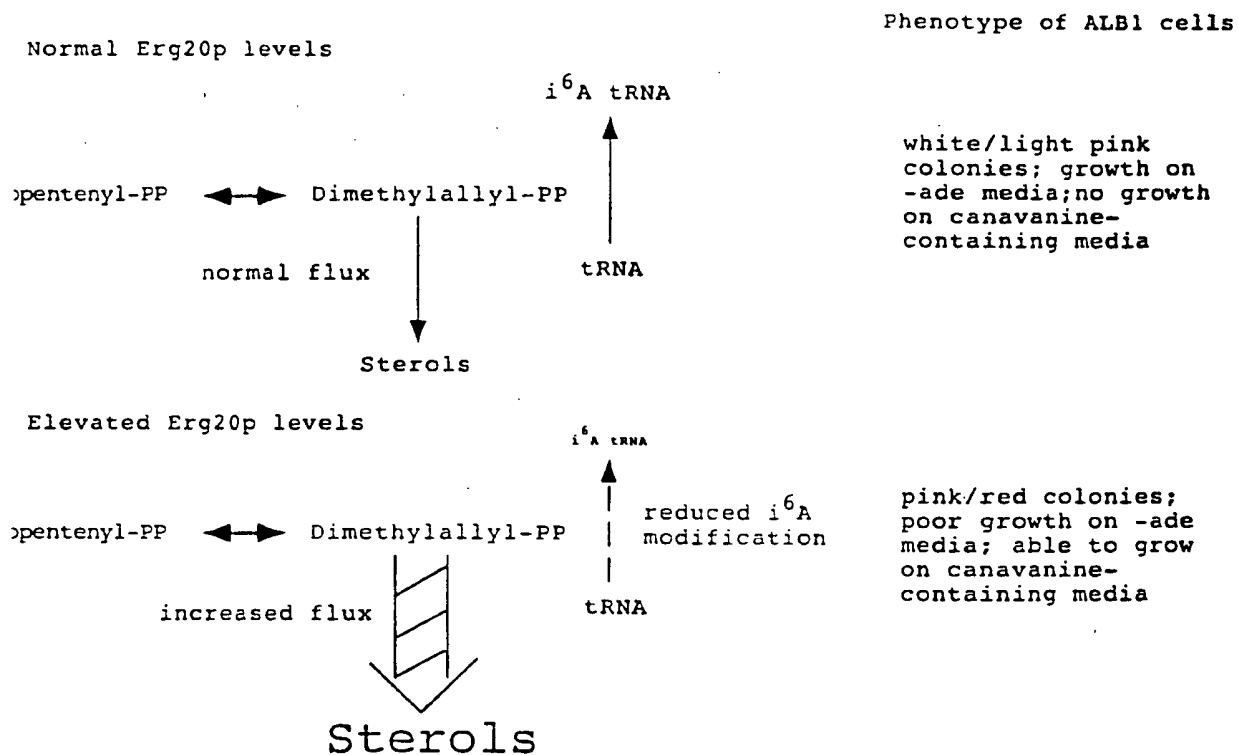 Phenotype of ALB1 cells
Normal Erg20p levels
i6A tRNA
white/light pink
colonies; growth on
-ade media;no growth
on canavanine-
containing media
opentenyl-PP
Dimethylallyl-PP
normal flux
tRNA
Sterols
Elevated Erg20p levels
i6A tRNA
opentenyl-PP
Dimethylallyl-PP
reduced i6A
modification
pink/red colonies;
poor growth on -ade
media; able to grow
on canavanine-
containing media
increased flux
tRNA
Sterols